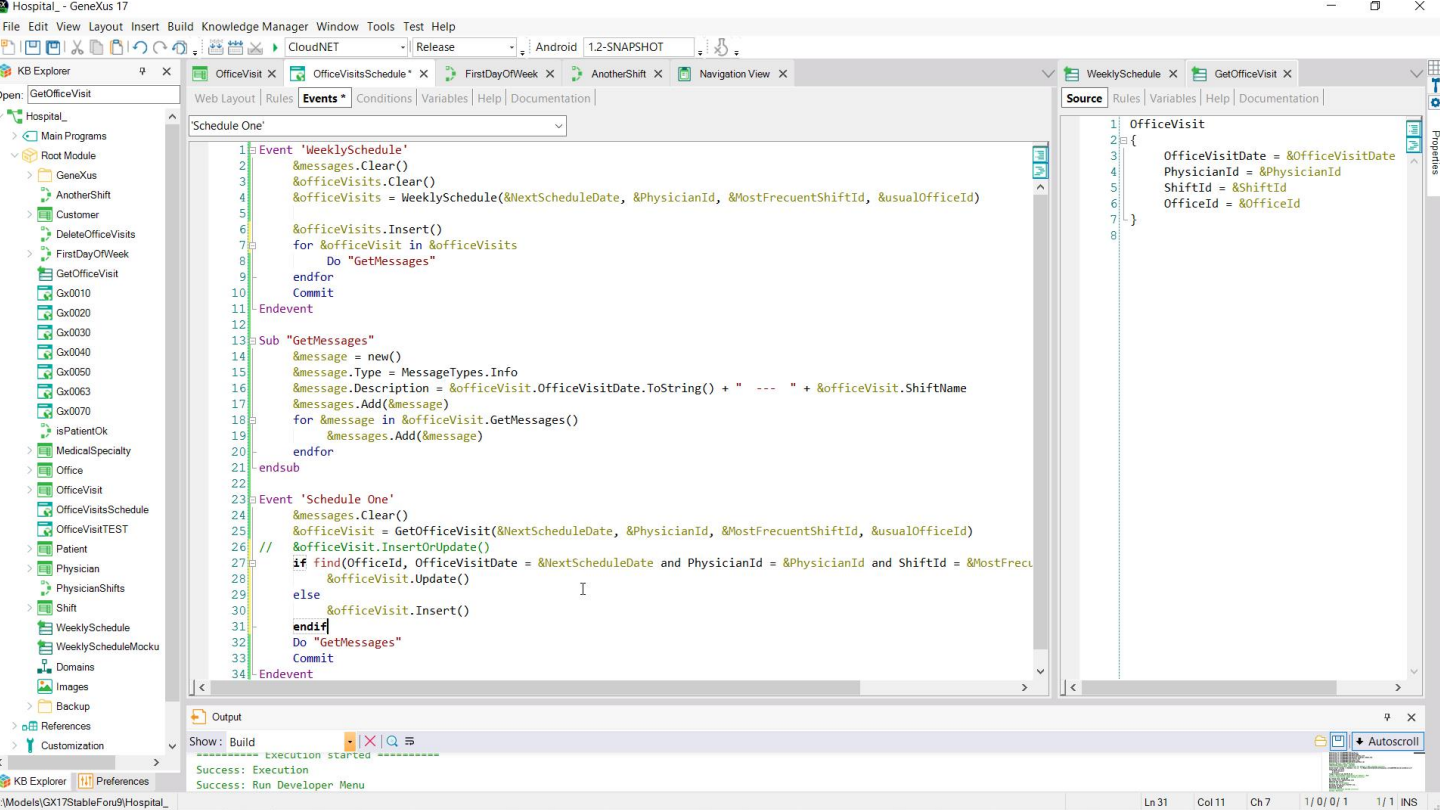 Hospital_ - GeneXus 17
File Edit View Layout Insert Build Knowledge Manager Window Tools Test Help
CloudNET Release Android 1.2-SNAPSHOT
KB Explorer
Open: GetOfficeVisit
Hospital_
Main Programs
Root Module
GeneXus
AnotherShift
Customer
DeleteOfficeVisits
FirstDayOfWeek
GetOfficeVisit
Gx0010
Gx0020
Gx0030
Gx0040
Gx0050
Gx0063
Gx0070
isPatientOk
MedicalSpecialty
Office
OfficeVisit
OfficeVisitsSchedule
OfficeVisitTEST
Patient
Physician
PhysicianShifts
Shift
WeeklySchedule
WeeklyScheduleMocku
Domains
Images
Backup
References
Customization
KB Explorer Preferences
OfficeVisit OfficeVisitsSchedule * FirstDayOfWeek AnotherShift Navigation View
Web Layout Rules Events * Conditions Variables Help Documentation
'Schedule One'
1 Event 'WeeklySchedule'
2 &messages.Clear()
3 &officeVisits.Clear()
4 &officeVisits = WeeklySchedule(&NextScheduleDate, &PhysicianId, &MostFrecuentShiftId, &usualOfficeId)
5
6 &officeVisits.Insert()
7 for &officeVisit in &officeVisits
8 Do "GetMessages"
9 endfor
10 Commit
11 Endevent
12
13 Sub "GetMessages"
14 &message = new()
15 &message.Type = MessageTypes.Info
16 &message.Description = &officeVisit.OfficeVisitDate.ToString() + " --- " + &officeVisit.ShiftName
17 &messages.Add(&message)
18 for &message in &officeVisit.GetMessages()
19 &messages.Add(&message)
20 endfor
21 endsub
22
23 Event 'Schedule One'
24 &messages.Clear()
25 &officeVisit = GetOfficeVisit(&NextScheduleDate, &PhysicianId, &MostFrecuentShiftId, &usualOfficeId)
26 // &officeVisit.InsertOrUpdate()
27 if find(OfficeId, OfficeVisitDate = &NextScheduleDate and PhysicianId = &PhysicianId and ShiftId = &MostFrecu
28 &officeVisit.Update()
29 else
30 &officeVisit.Insert()
31 endif
32 Do "GetMessages"
33 Commit
34 Endevent
WeeklySchedule GetOfficeVisit
Source Rules Variables Help Documentation
1 OfficeVisit
2 {
3 OfficeVisitDate = &OfficeVisitDate
4 PhysicianId = &PhysicianId
5 ShiftId = &ShiftId
6 OfficeId = &OfficeId
7 }
8
Properties
Output
Show: Build Autoscroll
========== Execution started ==========
Success: Execution
Success: Run Developer Menu
:\Models\GX17StableForu9\Hospital_ Ln 31 Col 11 Ch 7 1/ 0/ 0/ 1 1/ 1 INS